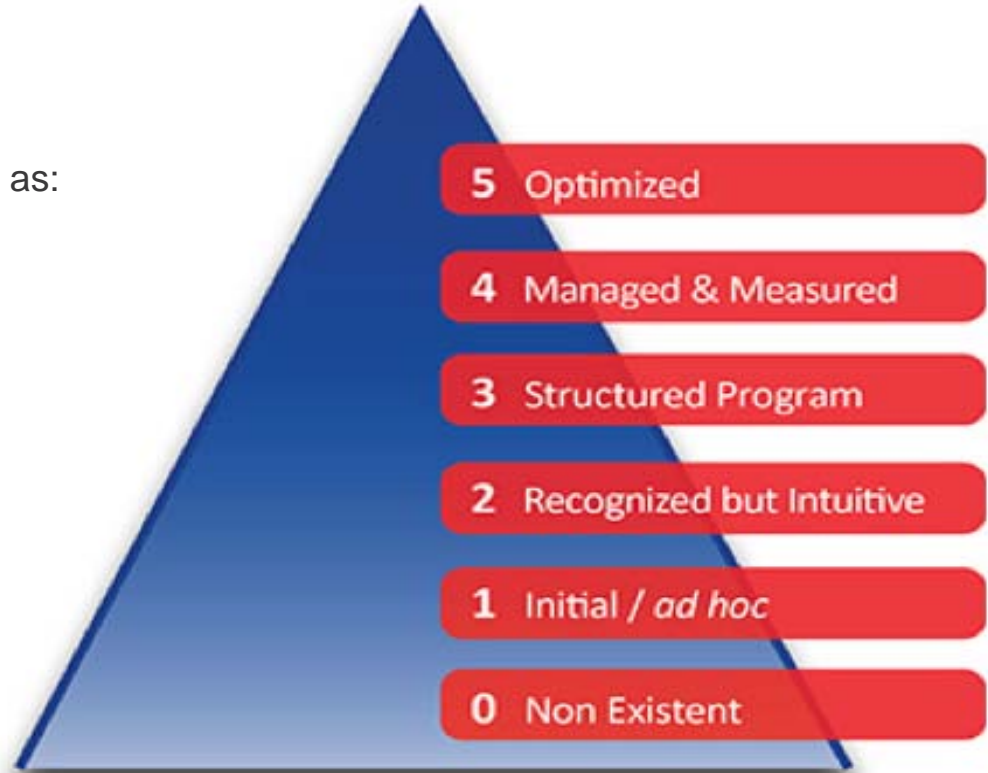 as:
5 Optimized
4 Managed & Measured
3 Structured Program
2 Recognized but Intuitive
1 Initial / ad hoc
0 Non Existent